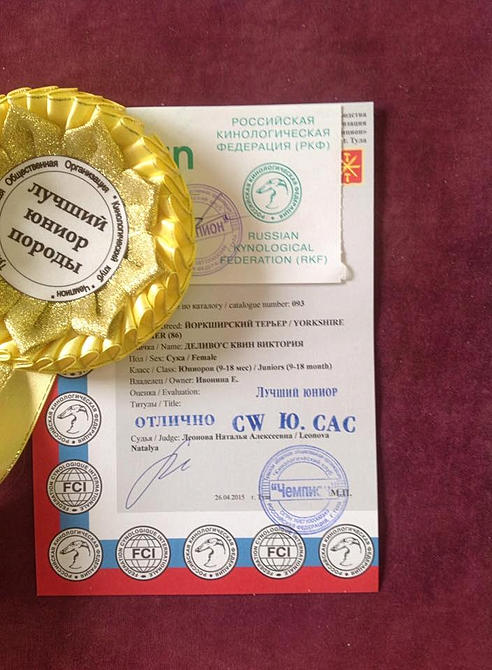 Общественная Организация
* Кинологический клуб "Чемпион" *
лучший
юниор
породы
РОССИЙСКАЯ
КИНОЛОГИЧЕСКАЯ
ФЕДЕРАЦИЯ (РКФ)
г. Тула
RUSSIAN
KYNOLOGICAL
FEDERATION (RKF)
по каталогу / catalogue number: 093
ЙОРКШИРСКИЙ ТЕРЬЕР / YORKSHIRE
(86)
/ Name: ДЕЛИВО'С КВИН ВИКТОРИЯ
Пол / Sex: Сука / Female
Класс / Class: Юниоров (9-18 мес) / Juniors (9-18 month)
Владелец / Owner: Ивонина Е.
Оценка / Evaluation: Лучший юниор
Титулы / Title:
ОТЛИЧНО CW Ю. CAC
Судья / Judge: Леонова Наталья Алексеевна / Leonova
Natalya
26.04.2015 г.
"Чемпион"
М.П.
FCI
FCI
FCI